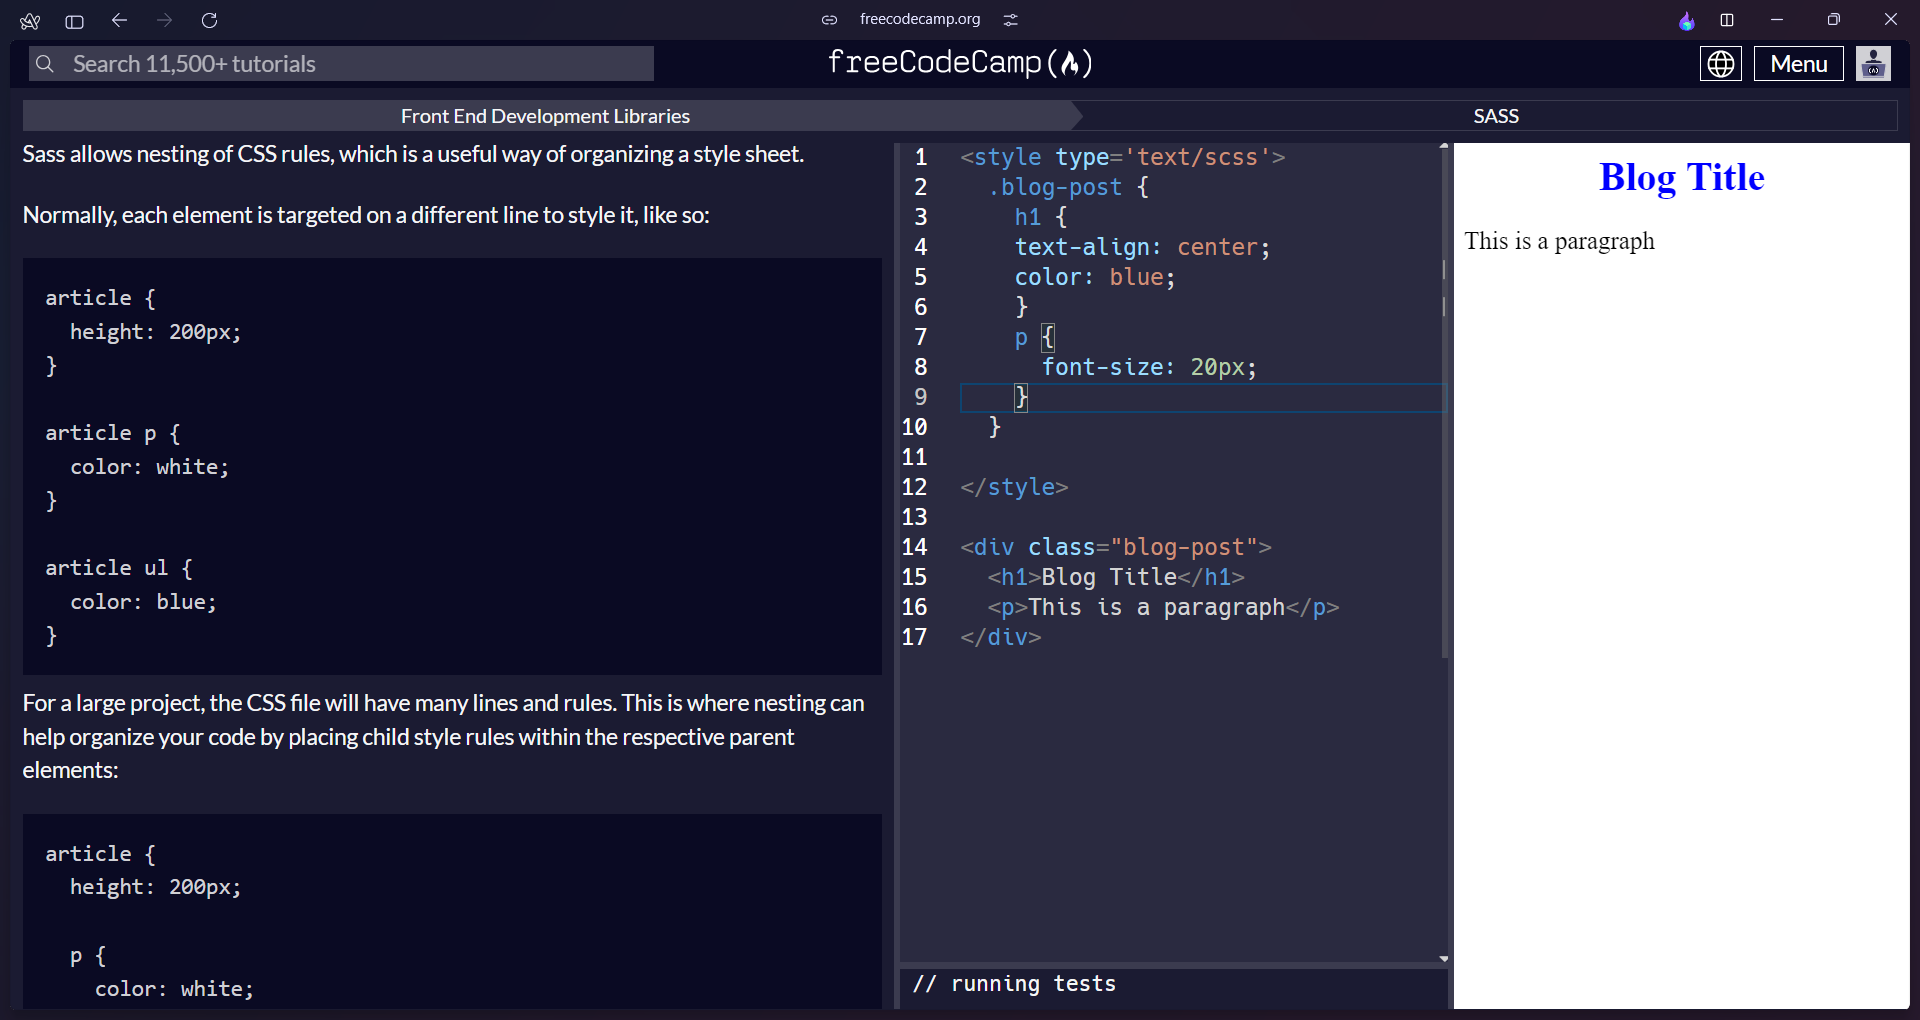 freecodecamp.org
Search 11,500+ tutorials
freeCodeCamp
Menu
Front End Development Libraries
SASS
Sass allows nesting of CSS rules, which is a useful way of organizing a style sheet.
Normally, each element is targeted on a different line to style it, like so:
article {
  height: 200px;
}
article p {
  color: white;
}
article ul {
  color: blue;
}
For a large project, the CSS file will have many lines and rules. This is where nesting can
help organize your code by placing child style rules within the respective parent
elements:
article {
  height: 200px;
  p {
    color: white;
1 <style type='text/scss'>
2   .blog-post {
3     h1 {
4     text-align: center;
5     color: blue;
6     }
7     p {
8       font-size: 20px;
9     }
10   }
11
12 </style>
13
14 <div class="blog-post">
15   <h1>Blog Title</h1>
16   <p>This is a paragraph</p>
17 </div>
// running tests
Blog Title
This is a paragraph